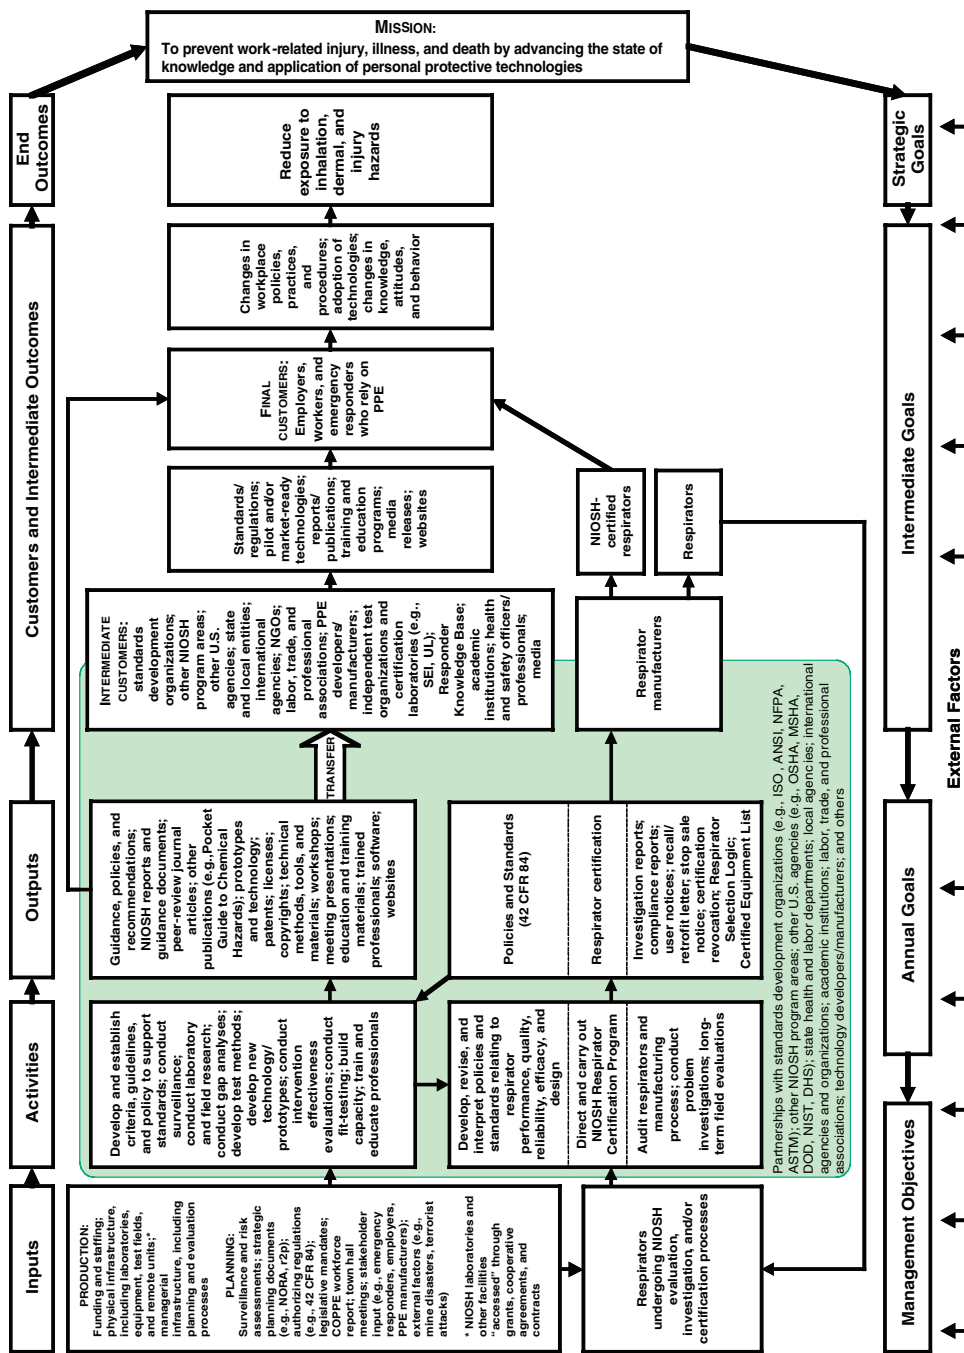 MISSION:
To prevent work-related injury, illness, and death by advancing the state of
knowledge and application of personal protective technologies
Inputs
Activities
Outputs
Customers and Intermediate Outcomes
End
Outcomes
PRODUCTION:
Funding and staffing;
physical infrastructure,
including laboratories,
equipment, test fields,
and remote units;*
managerial
infrastructure, including
planning and evaluation
processes
PLANNING:
Surveillance and risk
assessments; strategic
planning documents
(e.g., NORA, r2p);
authorizing regulations
(e.g., 42 CFR 84);
legislative mandates;
COPPE workforce
report; town hall
meetings; stakeholder
input (e.g., emergency
responders, employers,
PPE manufacturers);
external factors (e.g.,
mine disasters, terrorist
attacks)
* NIOSH laboratories and
other facilities
“accessed” through
grants, cooperative
agreements, and
contracts
Develop and establish
criteria, guidelines,
and policy to support
standards; conduct
surveillance;
conduct laboratory
and field research;
conduct gap analyses;
develop test methods;
develop new
technology/
prototypes; conduct
intervention
effectiveness
evaluations; conduct
fit-testing; build
capacity; train and
educate professionals
Guidance, policies, and
recommendations;
NIOSH reports and
guidance documents;
peer-review journal
articles; other
publications (e.g., Pocket
Guide to Chemical
Hazards); prototypes
and technology;
patents; licenses;
copyrights; technical
methods, tools, and
materials; workshops;
meeting presentations;
education and training
materials; trained
professionals; software;
websites
TRANSFER
INTERMEDIATE
CUSTOMERS:
standards
development
organizations;
other NIOSH
program areas;
other U.S.
agencies; state
and local entities;
international
agencies; NGOs;
labor, trade, and
professional
associations; PPE
developers/
manufacturers;
independent test
organizations and
certification
laboratories (e.g.,
SEI, UL);
Responder
Knowledge Base;
academic
institutions; health
and safety officers/
professionals;
media
Standards/
regulations;
pilot and/or
market-ready
technologies;
reports/
publications;
training and
education
programs;
media
releases;
websites
FINAL
CUSTOMERS:
Employers,
Workers, and
emergency
responders
who rely on
PPE
Changes in
workplace
policies,
practices,
and
procedures;
adoption of
technologies;
changes in
knowledge,
attitudes,
and behavior
Reduce
exposure to
inhalation,
dermal, and
injury
hazards
Respirators
undergoing NIOSH
evaluation,
investigation, and/or
certification processes
Develop, revise, and
interpret policies and
standards relating to
respirator
performance, quality,
reliability, efficacy, and
design
Direct and carry out
NIOSH Respirator
Certification Program
Audit respirators and
manufacturing
process; conduct
problem
investigations; long-
term field evaluations
Policies and Standards
(42 CFR 84)
Respirator certification
Investigation reports;
compliance reports;
user notices; recall/
retrofit letter; stop sale
notice; certification
revocation; Respirator
Selection Logic;
Certified Equipment List
Respirator
manufacturers
NIOSH-
certified
respirators
Respirators
Partnerships with standards development organizations (e.g., ISO, ANSI, NFPA,
ASTM); other NIOSH program areas; other U.S. agencies (e.g., OSHA, MSHA,
DOD, NIST, DHS); state health and labor departments; local agencies; international
agencies and organizations; academic institutions; labor, trade, and professional
associations; technology developers/manufacturers; and others
Management Objectives
Annual Goals
Intermediate Goals
Strategic
Goals
External Factors